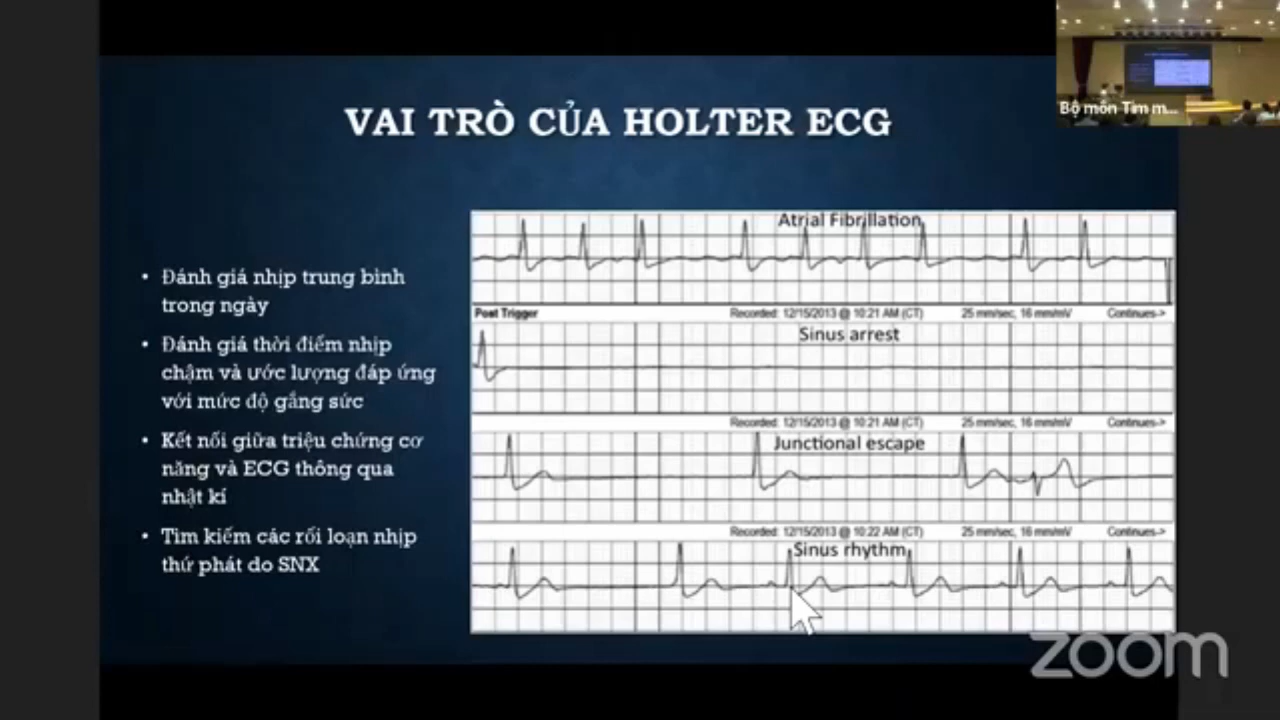 Bộ môn Tim m...
VAI TRÒ CỦA HOLTER ECG
• Đánh giá nhịp trung bình
trong ngày
• Đánh giá thời điểm nhịp
chậm và ước lượng đáp ứng
với mức độ gắng sức
• Kết nối giữa triệu chứng cơ
năng và ECG thông qua
nhật kí
• Tìm kiếm các rối loạn nhịp
thứ phát do SNX
Atrial Fibrillation
Post Trigger Recorded: 12/15/2013 @ 10:21 AM (CT) 25 mm/sec, 16 mm/mV Continues->
Sinus arrest
Recorded: 12/15/2013 @ 10:21 AM (CT) 25 mm/sec, 16 mm/mV Continues->
Junctional escape
Recorded: 12/15/2013 @ 10:22 AM (CT) 25 mm/sec, 16 mm/mV Continues->
Sinus rhythm
zoom